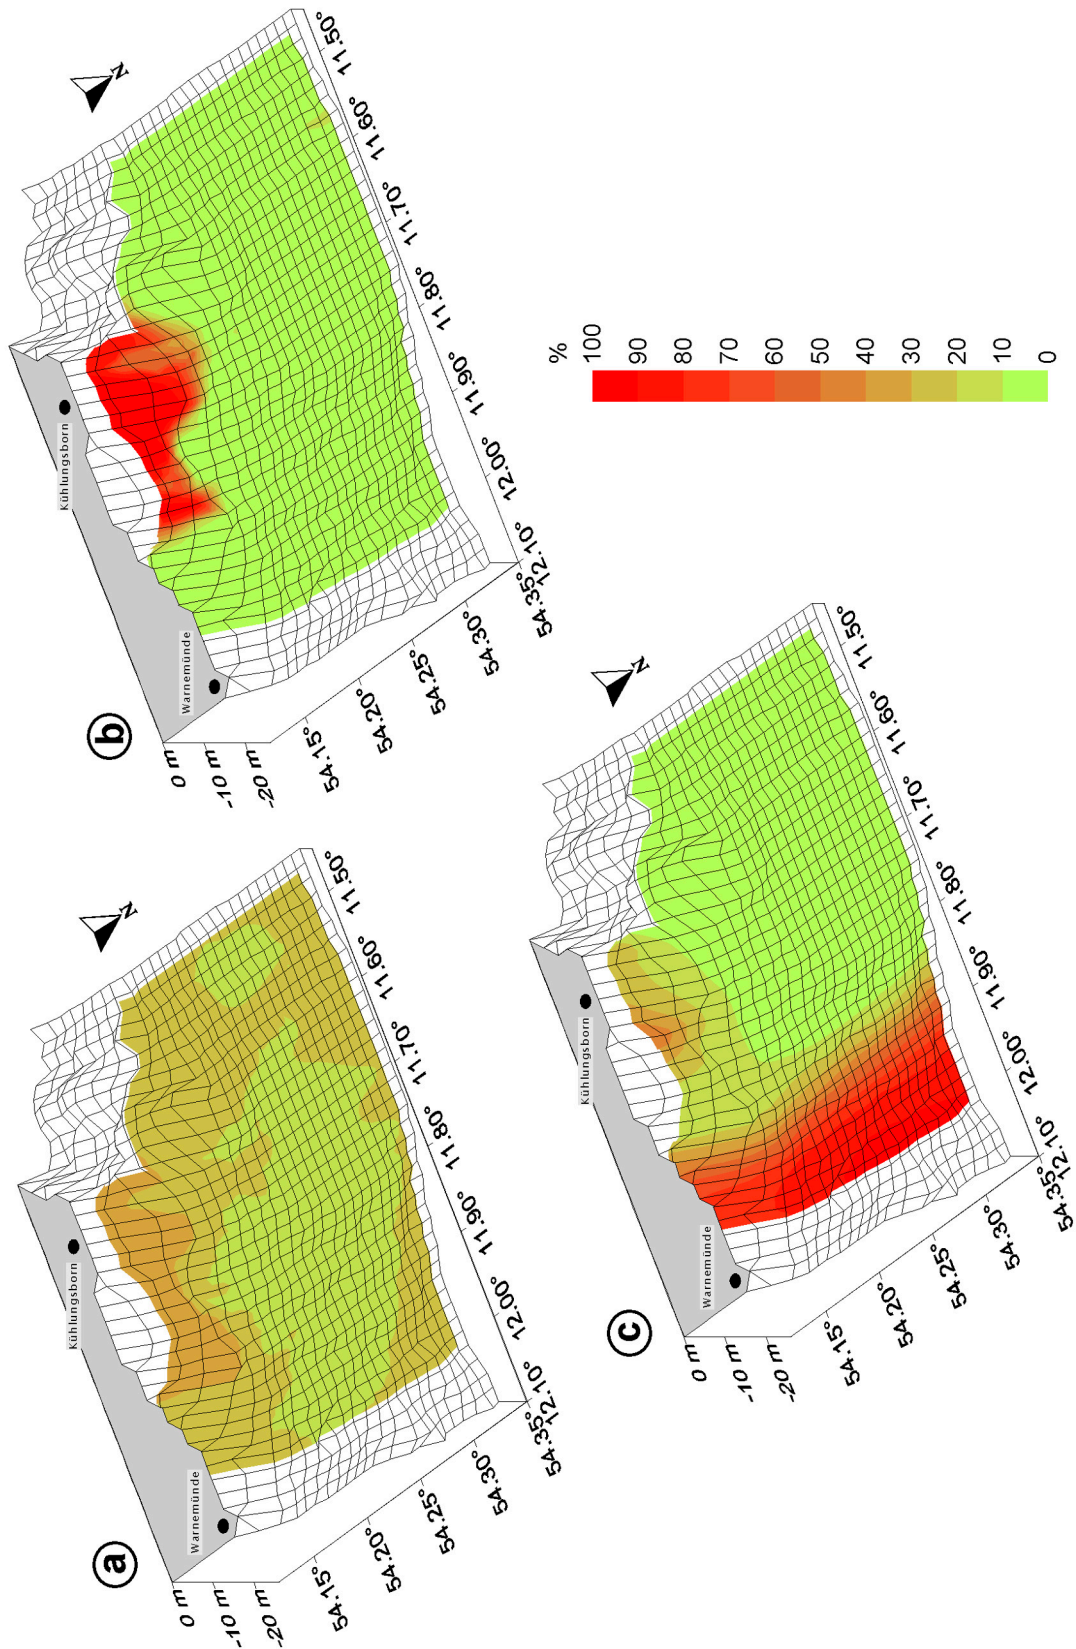 a
Kühlungsborn
Warnemünde
N
0 m
-10 m
-20 m
54.15°
54.20°
54.25°
54.30°
54.35°
12.10°
12.00°
11.90°
11.80°
11.70°
11.60°
11.50°
b
Kühlungsborn
Warnemünde
N
0 m
-10 m
-20 m
54.15°
54.20°
54.25°
54.30°
54.35°
12.10°
12.00°
11.90°
11.80°
11.70°
11.60°
11.50°
c
Kühlungsborn
Warnemünde
N
0 m
-10 m
-20 m
54.15°
54.20°
54.25°
54.30°
54.35°
12.10°
12.00°
11.90°
11.80°
11.70°
11.60°
11.50°
%
100
90
80
70
60
50
40
30
20
10
0